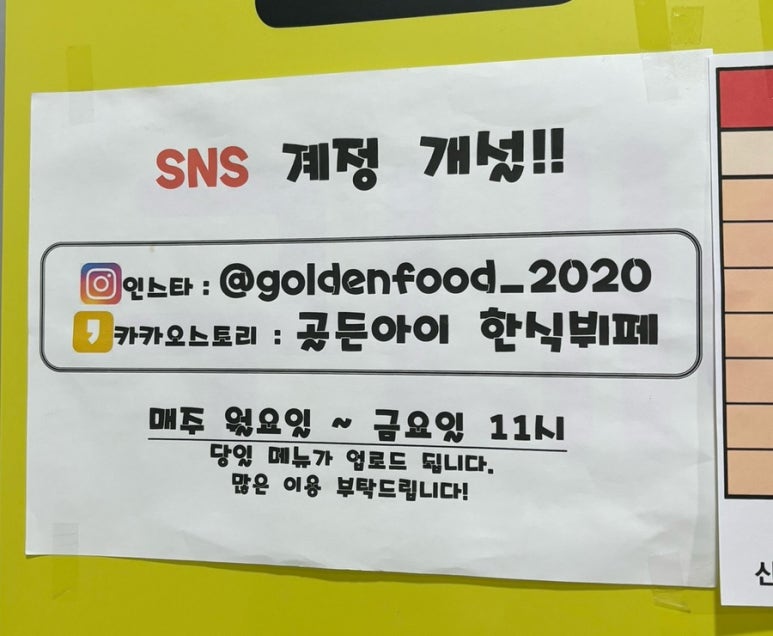 SNS 계정 개설!!
인스타 : @goldenfood_2020
카카오스토리 : 골든아이 한식뷔페
매주 월요일 ~ 금요일 11시
당일 메뉴가 업로드 됩니다.
많은 이용 부탁드립니다!